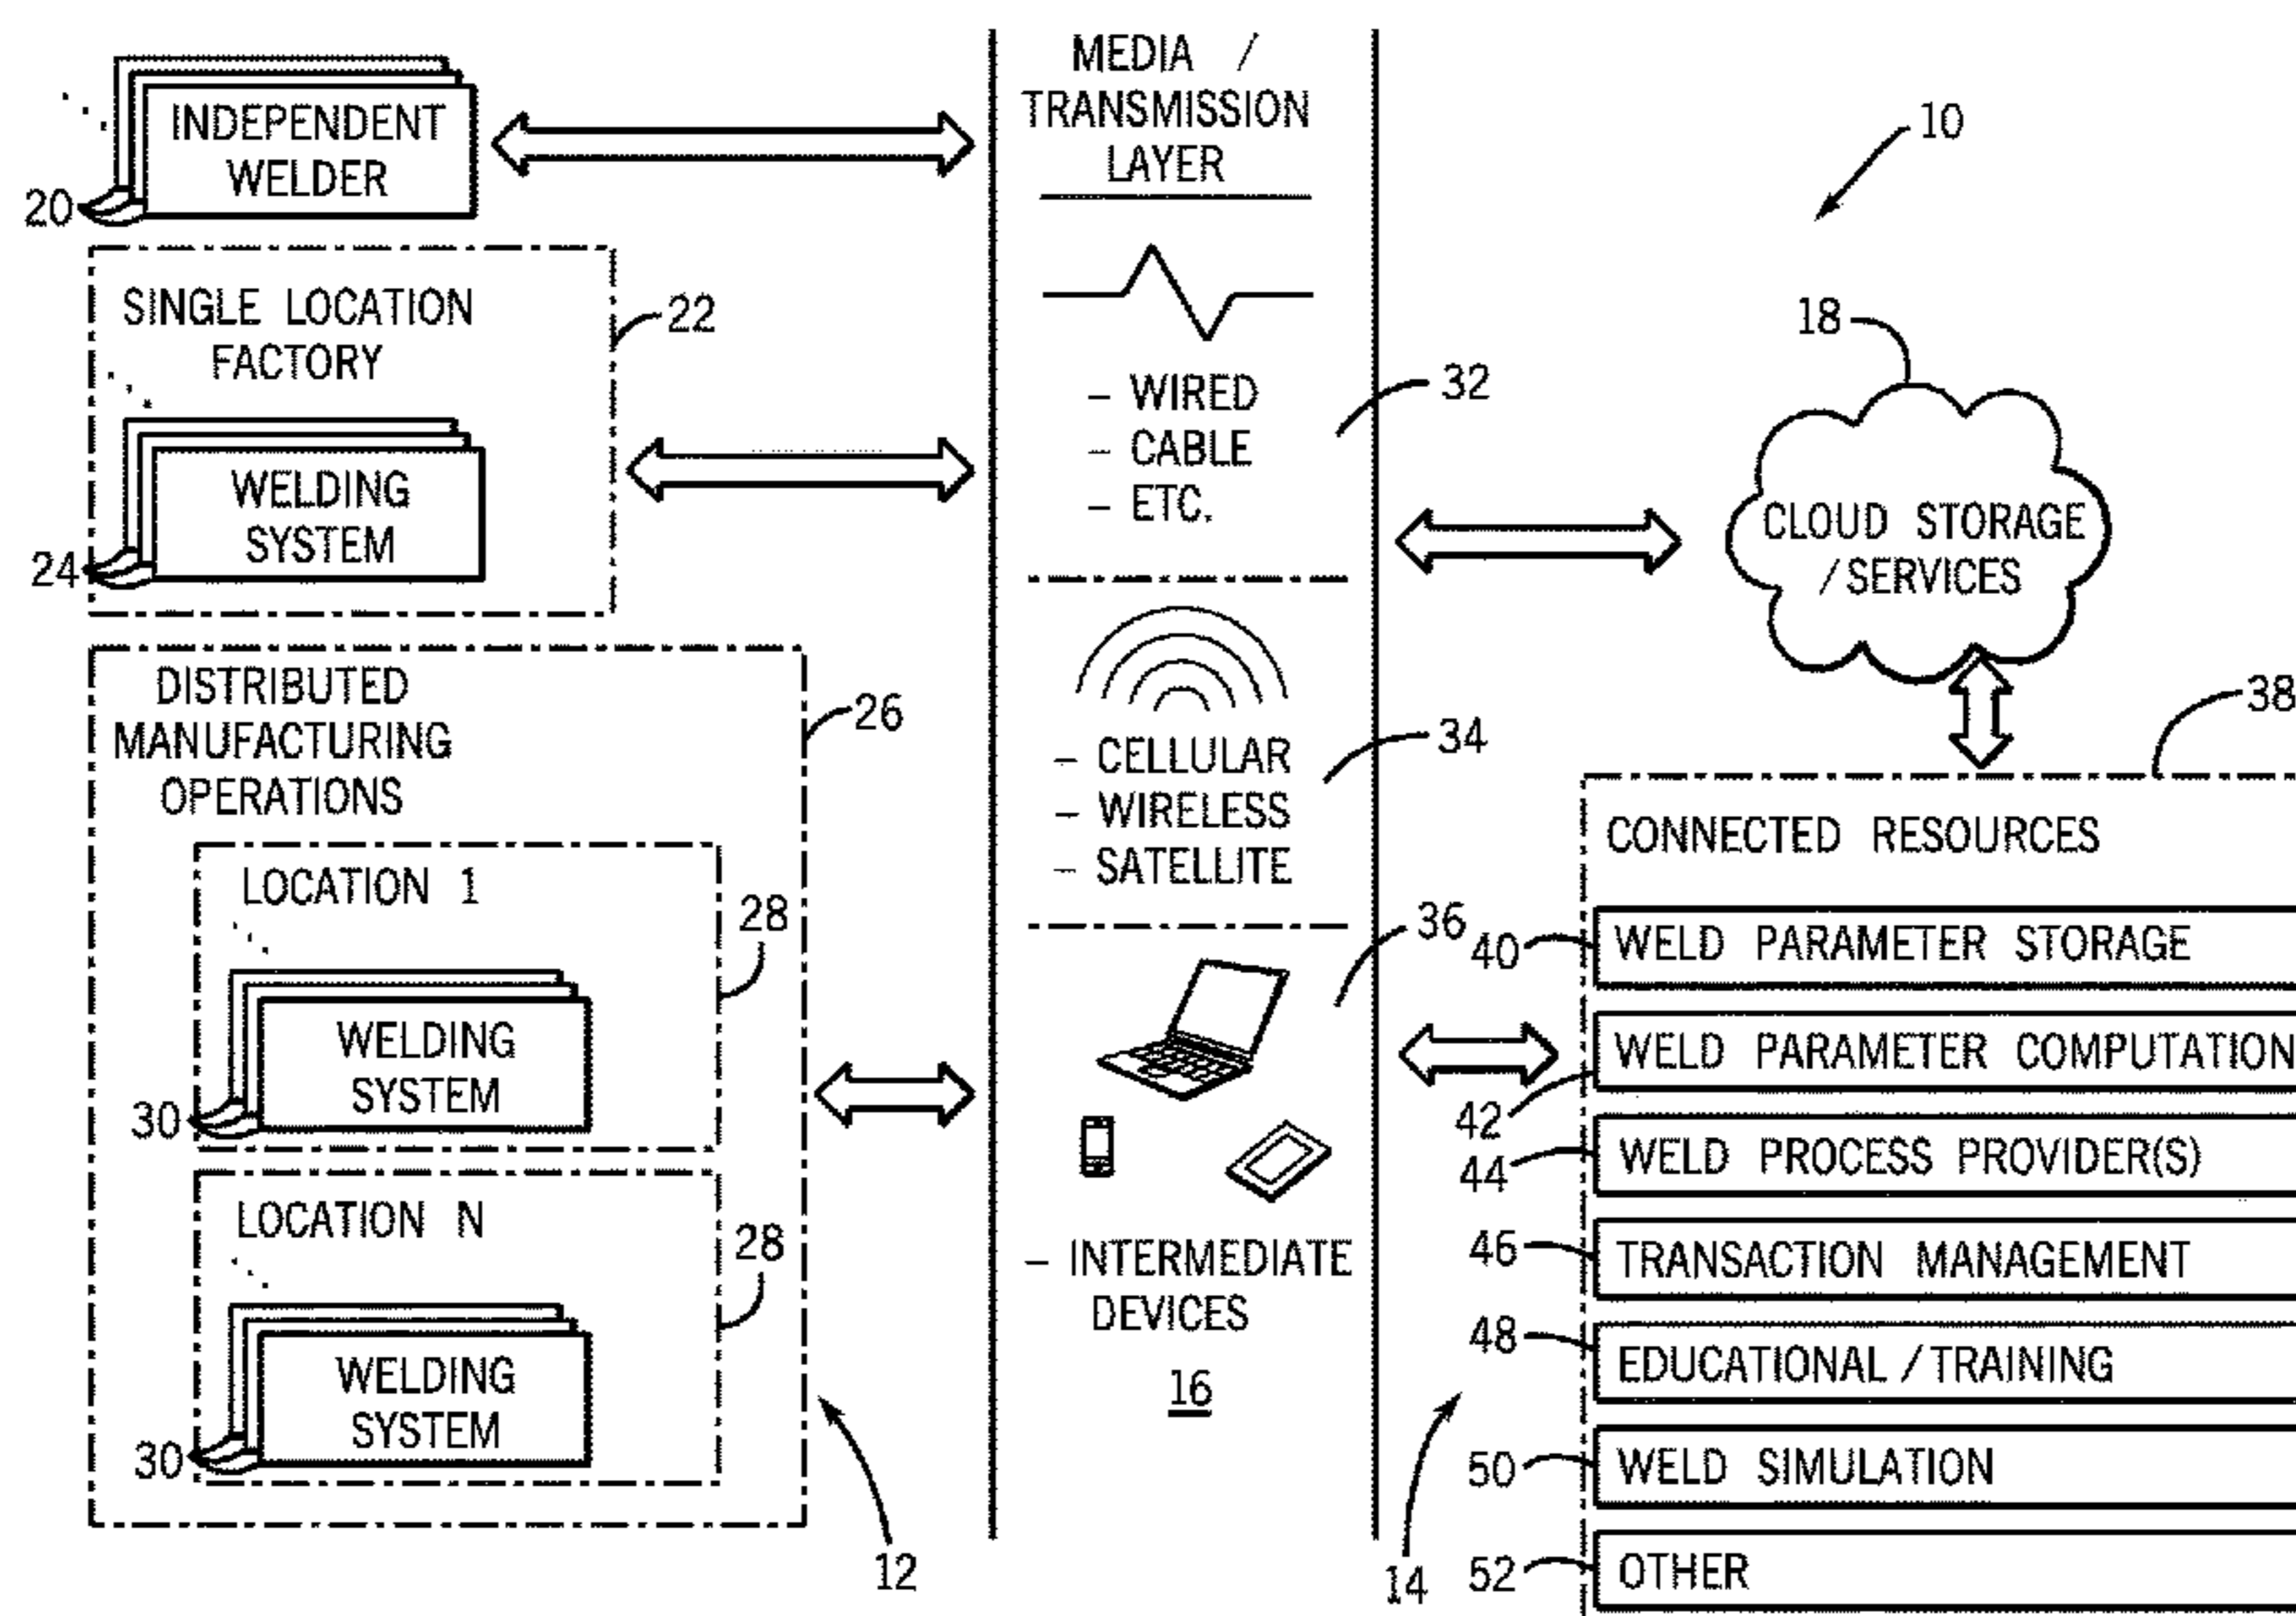 INDEPENDENT
WELDER
20
SINGLE LOCATION
FACTORY
22
WELDING
SYSTEM
24
DISTRIBUTED
MANUFACTURING
OPERATIONS
26
LOCATION 1
28
WELDING
SYSTEM
30
LOCATION N
28
WELDING
SYSTEM
30
12
MEDIA /
TRANSMISSION
LAYER
- WIRED
- CABLE
- ETC.
32
- CELLULAR
- WIRELESS
- SATELLITE
34
36
- INTERMEDIATE
DEVICES
16
14
10
18
CLOUD STORAGE
/ SERVICES
38
CONNECTED RESOURCES
40 WELD PARAMETER STORAGE
42 WELD PARAMETER COMPUTATION
44 WELD PROCESS PROVIDER(S)
46 TRANSACTION MANAGEMENT
48 EDUCATIONAL / TRAINING
50 WELD SIMULATION
52 OTHER